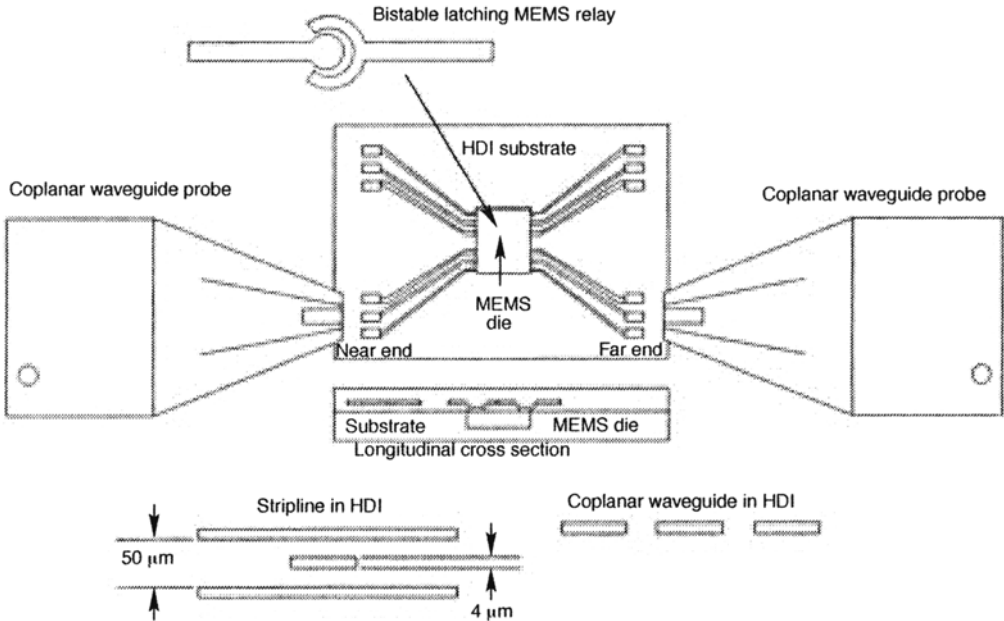 Bistable latching MEMS relay
HDI substrate
Coplanar waveguide probe
Coplanar waveguide probe
MEMS
die
Near end
Far end
Substrate
MEMS die
Longitudinal cross section
Stripline in HDI
Coplanar waveguide in HDI
50 μm
4 μm